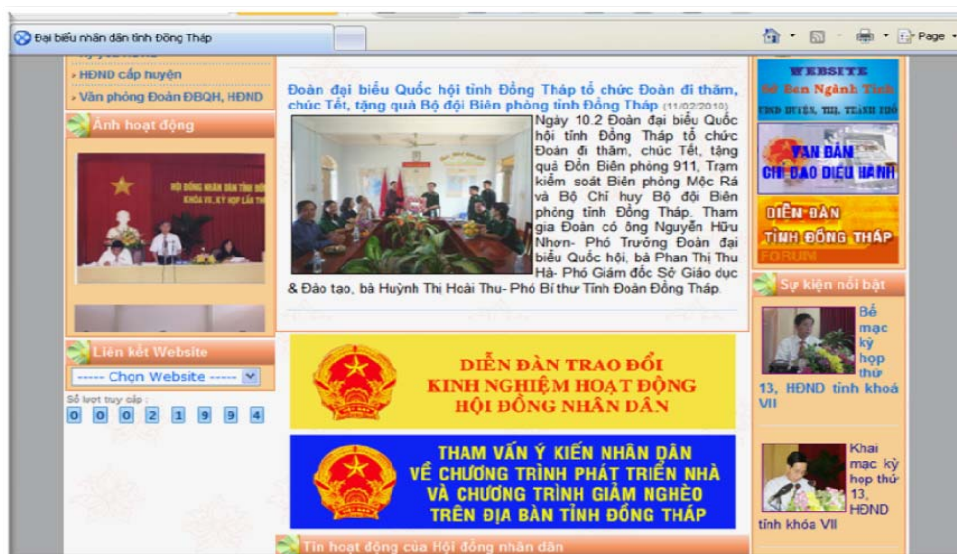 Đại biểu nhân dân tỉnh Đồng Tháp
Page
HĐND cấp huyện
Văn phòng Đoàn ĐBQH, HĐND
Ảnh hoạt động
HỘI ĐỒNG NHÂN DÂN TỈNH
KHÓA VII, KỲ HỌP LẦN
Liên kết Website
----- Chọn Website -----
Số lượt truy cập :
0 0 0 2 1 9 9 4
Đoàn đại biểu Quốc hội tỉnh Đồng Tháp tổ chức Đoàn đi thăm,
chúc Tết, tặng quà Bộ đội Biên phòng tỉnh Đồng Tháp (11/02/2010)
Ngày 10.2 Đoàn đại biểu Quốc
hội tỉnh Đồng Tháp tổ chức
Đoàn đi thăm, chúc Tết, tặng
quà Đồn Biên phòng 911, Trạm
kiểm soát Biên phòng Mộc Rá
và Bộ Chỉ huy Bộ đội Biên
phòng tỉnh Đồng Tháp. Tham
gia Đoàn có ông Nguyễn Hữu
Nhơn- Phó Trưởng Đoàn đại
biểu Quốc hội, bà Phan Thị Thu
Hà- Phó Giám đốc Sở Giáo dục
& Đào tạo, bà Huỳnh Thị Hoài Thu- Phó Bí thư Tỉnh Đoàn Đồng Tháp.
DIỄN ĐÀN TRAO ĐỔI
KINH NGHIỆM HOẠT ĐỘNG
HỘI ĐỒNG NHÂN DÂN
THAM VẤN Ý KIẾN NHÂN DÂN
VỀ CHƯƠNG TRÌNH PHÁT TRIỂN NHÀ
VÀ CHƯƠNG TRÌNH GIẢM NGHÈO
TRÊN ĐỊA BÀN TỈNH ĐỒNG THÁP
Tin hoạt động của Hội đồng nhân dân
WEBSITE
Sở Ban Ngành Tỉnh
UBND HUYỆN, THỊ, THÀNH PHỐ
VĂN BẢN
CHỈ ĐẠO ĐIỀU HÀNH
DIỄN ĐÀN
TỈNH ĐỒNG THÁP
FORUM
Sự kiện nổi bật
Bế
mạc
kỳ
họp
thứ
13, HĐND tỉnh khoá
VII
Khai
mạc kỳ
họp thứ
13,
HĐND
tỉnh khóa VII